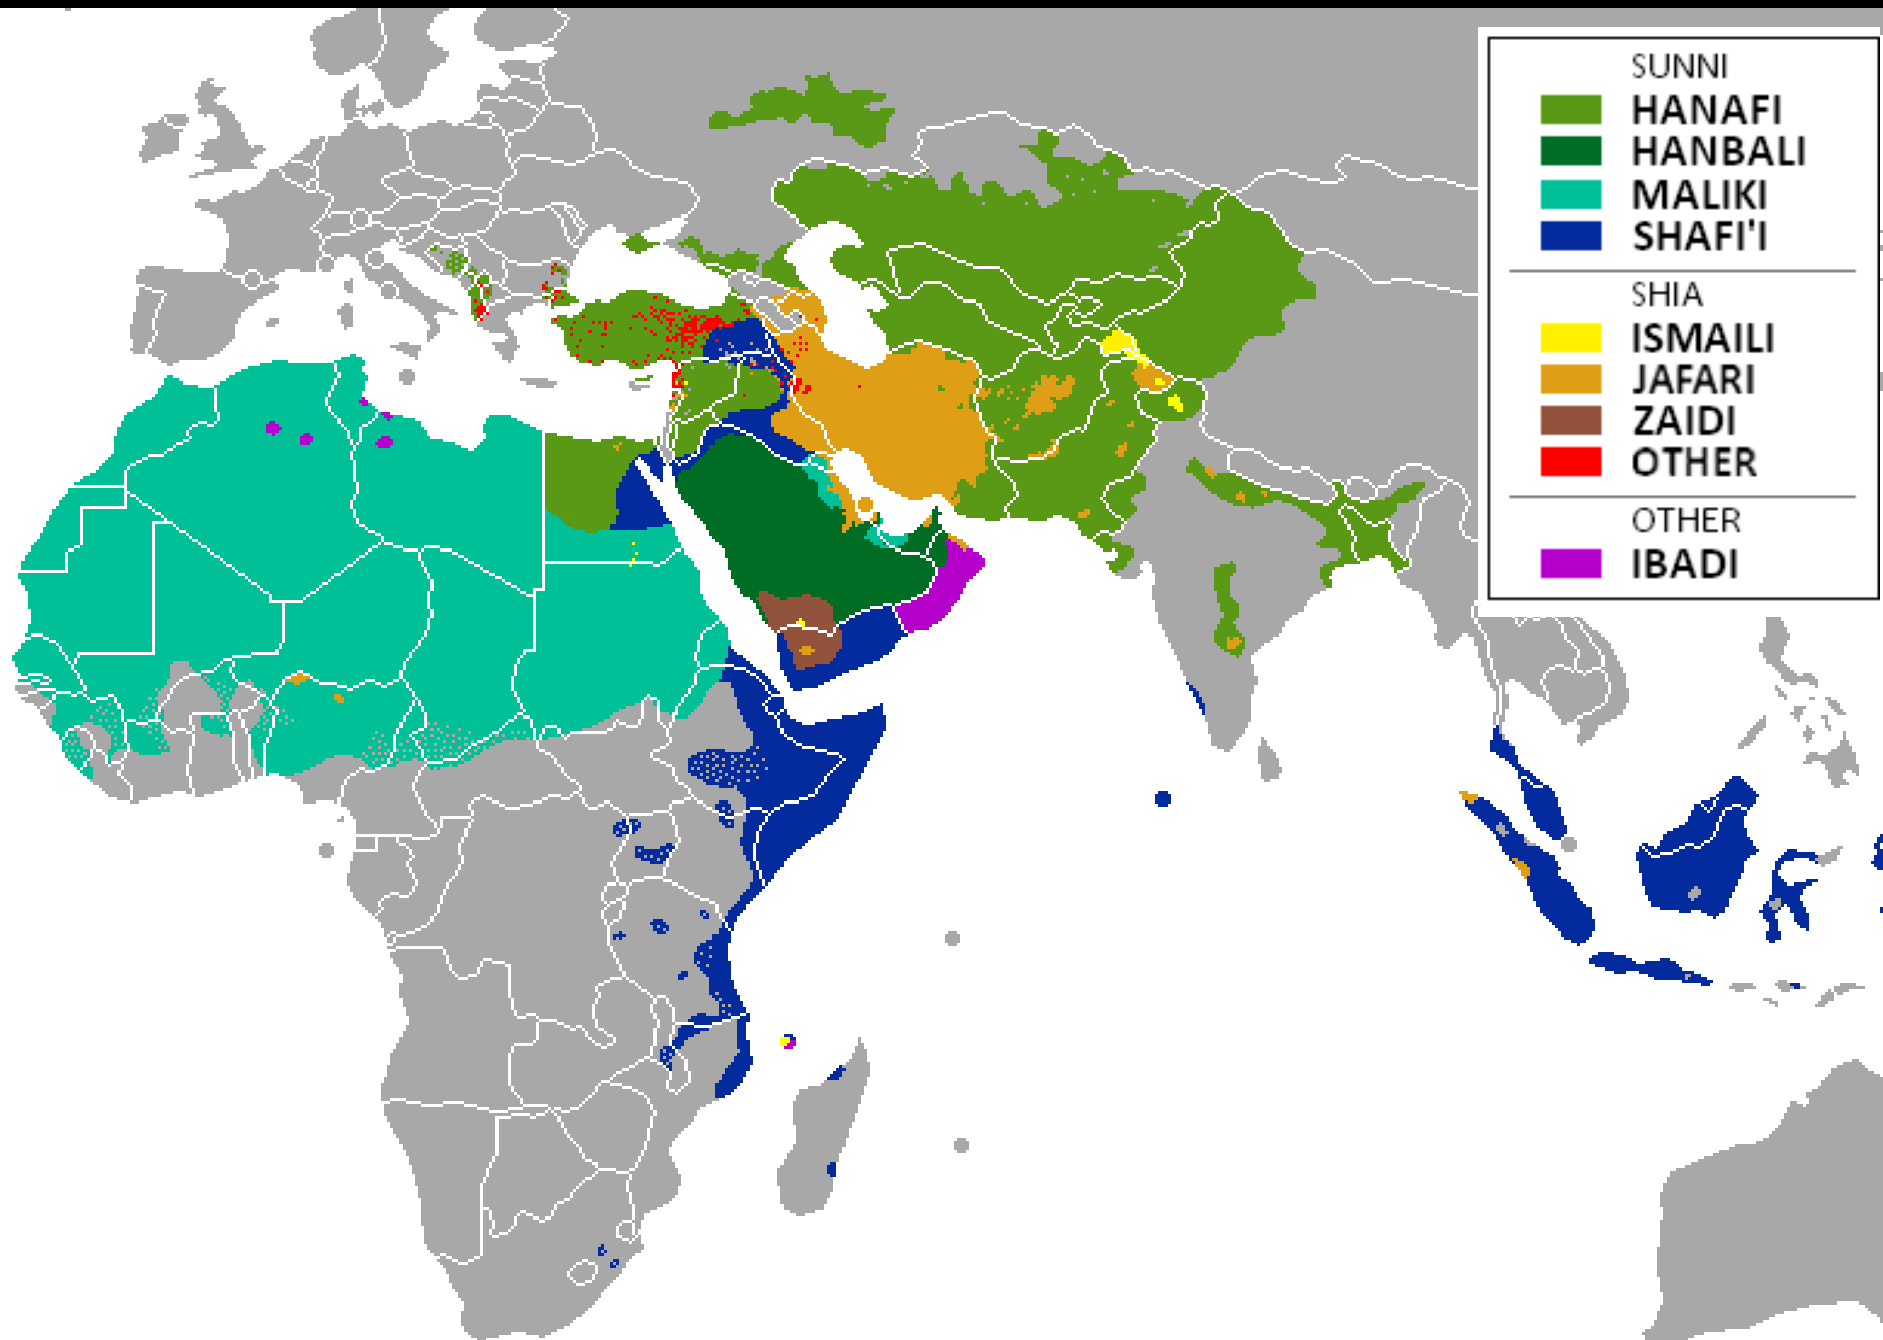 SUNNI
HANAFI
HANBALI
MALIKI
SHAFI'I
SHIA
ISMAILI
JAFARI
ZAIDI
OTHER
OTHER
IBADI